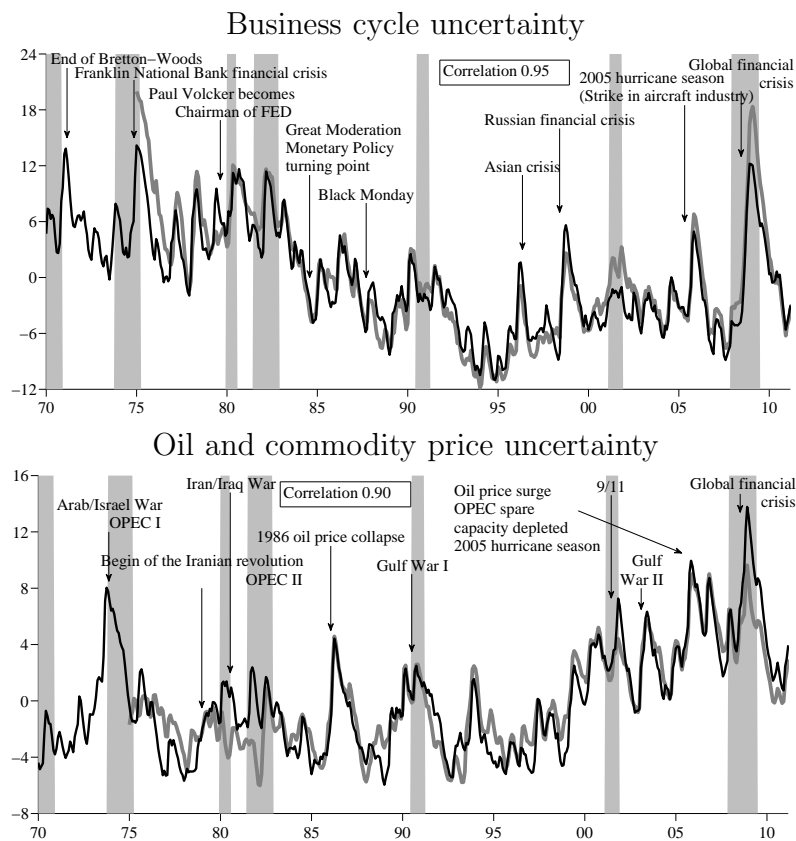 Business cycle uncertainty
24
18
12
6
0
−6
−12
End of Bretton−Woods
Franklin National Bank financial crisis
Paul Volcker becomes
Chairman of FED
Great Moderation
Monetary Policy
turning point
Black Monday
Correlation 0.95
Asian crisis
Russian financial crisis
2005 hurricane season
(Strike in aircraft industry)
Global financial
crisis
70 75 80 85 90 95 00 05 10
Oil and commodity price uncertainty
16
12
8
4
0
−4
−8
Arab/Israel War
OPEC I
Iran/Iraq War
Begin of the Iranian revolution
OPEC II
Correlation 0.90
1986 oil price collapse
Gulf War I
Oil price surge
OPEC spare
capacity depleted
2005 hurricane season
9/11
Gulf
War II
Global financial
crisis
70 75 80 85 90 95 00 05 10